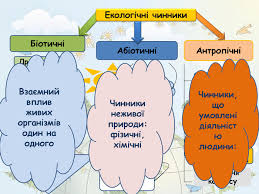 Екологічні чинники
Біотичні
Абіотичні
Антропічні
Взаємний
вплив
живих
організмів
один на
одного
Чинники
неживої
природи:
фізичні,
хімічні
Чинники,
що
умовлені
діяльніст
ю
людини: